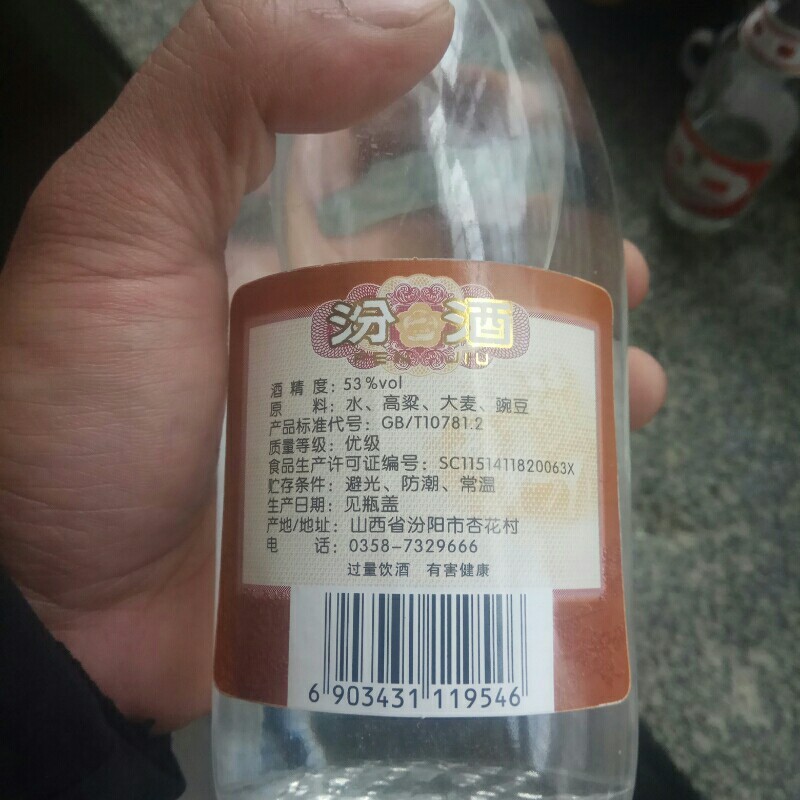 汾酒
FEN JIU
酒精度：53%vol
原料：水、高粱、大麦、豌豆
产品标准代号：GB/T10781.2
质量等级：优级
食品生产许可证编号：SC1151411820063X
贮存条件：避光、防潮、常温
生产日期：见瓶盖
产地/地址：山西省汾阳市杏花村
电话：0358-7329666
过量饮酒 有害健康
6 903431 119546